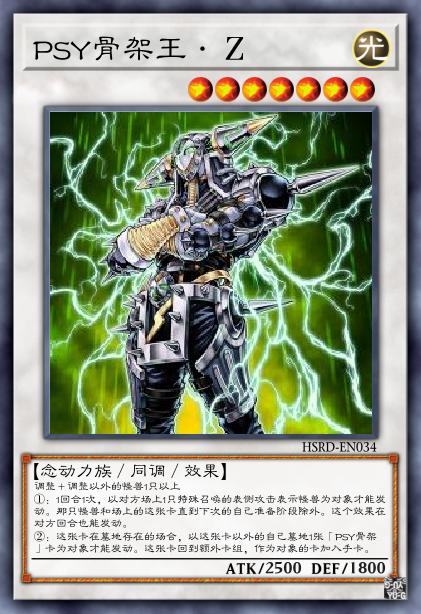 PSY骨架王・Z
光
HSRD-EN034
【念动力族/同调/效果】
调整+调整以外的怪兽1只以上
①:1回合1次,以对方场上1只特殊召唤的表侧攻击表示怪兽为对象才能发
动。那只怪兽和场上的这张卡直到下次的自己准备阶段除外。这个效果在
对方回合也能发动。
②:这张卡在墓地存在的场合,以这张卡以外的自己墓地1张「PSY骨架
」卡为对象才能发动。这张卡回到额外卡组,作为对象的卡加入手卡。
ATK/2500 DEF/1800